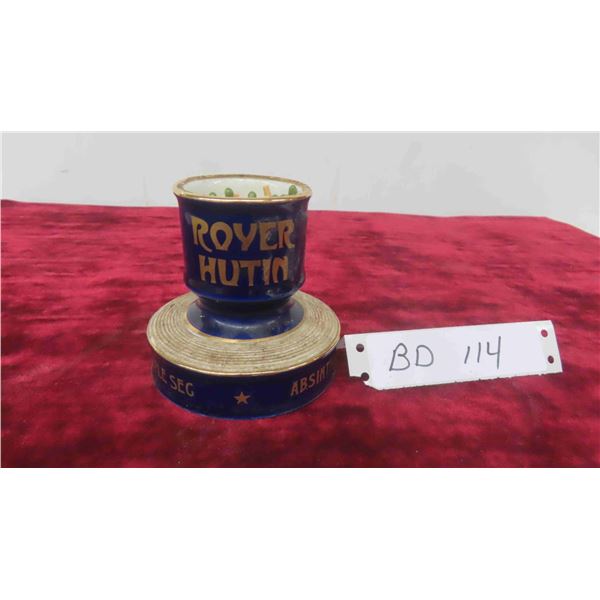 ROYER
HUTIN
LE SEG ★ ABSINT
BD 114